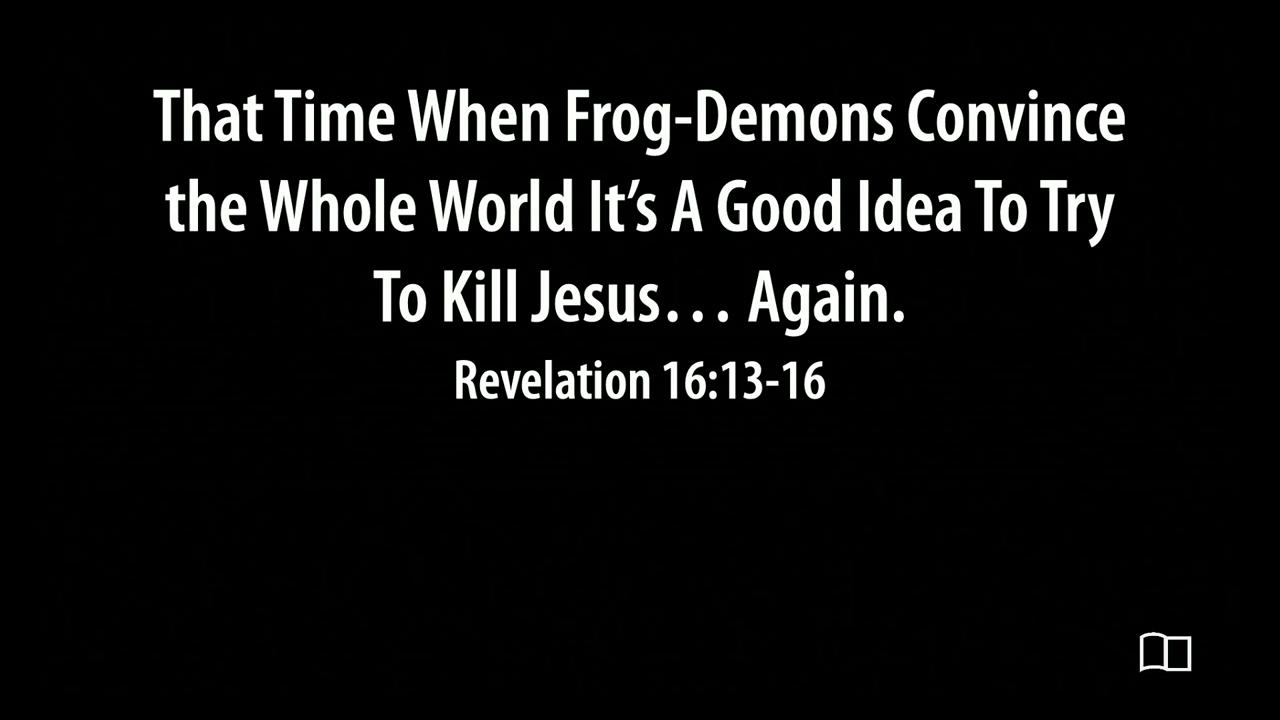 That Time When Frog-Demons Convince
the Whole World It’s A Good Idea To Try
To Kill Jesus… Again.
Revelation 16:13-16